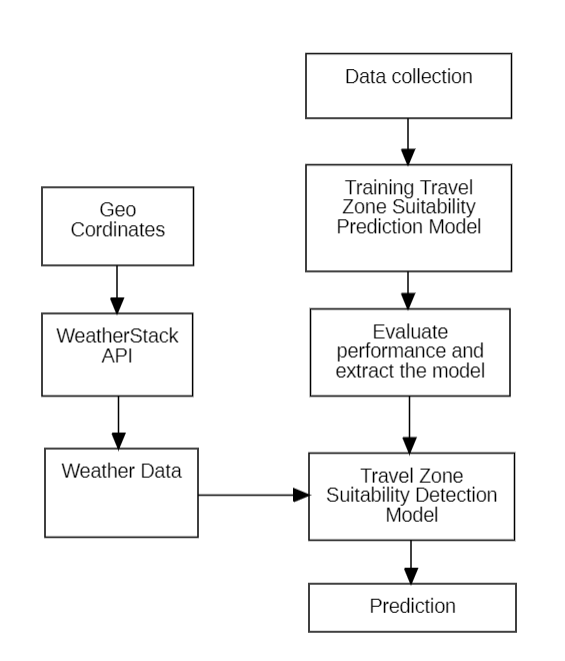 Data collection
Training Travel
Zone Suitability
Prediction Model
Geo
Cordinates
WeatherStack
API
Evaluate
performance and
extract the model
Weather Data
Travel Zone
Suitability Detection
Model
Prediction